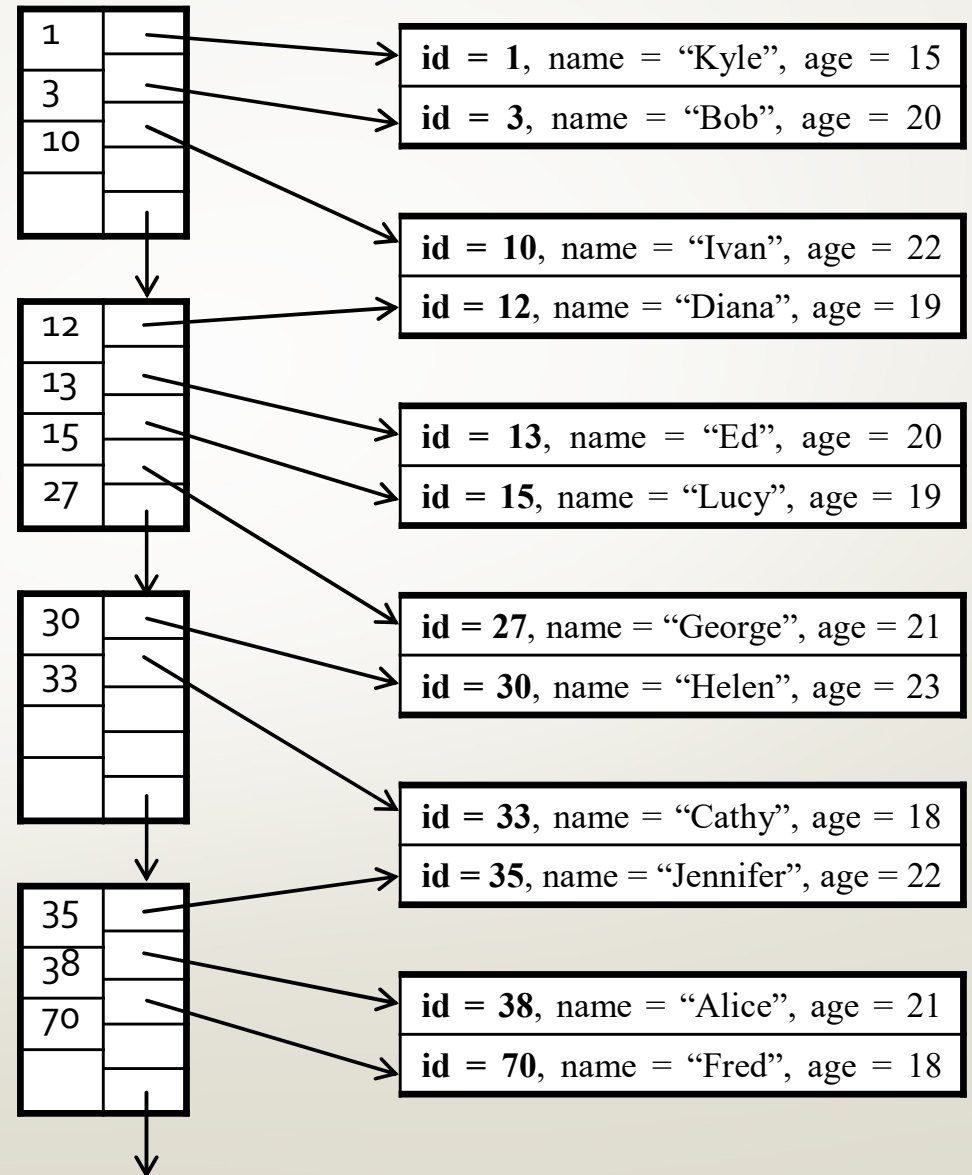 1
3
10
id = 1, name = “Kyle”, age = 15
id = 3, name = “Bob”, age = 20
id = 10, name = “Ivan”, age = 22
id = 12, name = “Diana”, age = 19
12
13
15
27
id = 13, name = “Ed”, age = 20
id = 15, name = “Lucy”, age = 19
id = 27, name = “George”, age = 21
id = 30, name = “Helen”, age = 23
30
33
id = 33, name = “Cathy”, age = 18
id = 35, name = “Jennifer”, age = 22
35
38
70
id = 38, name = “Alice”, age = 21
id = 70, name = “Fred”, age = 18